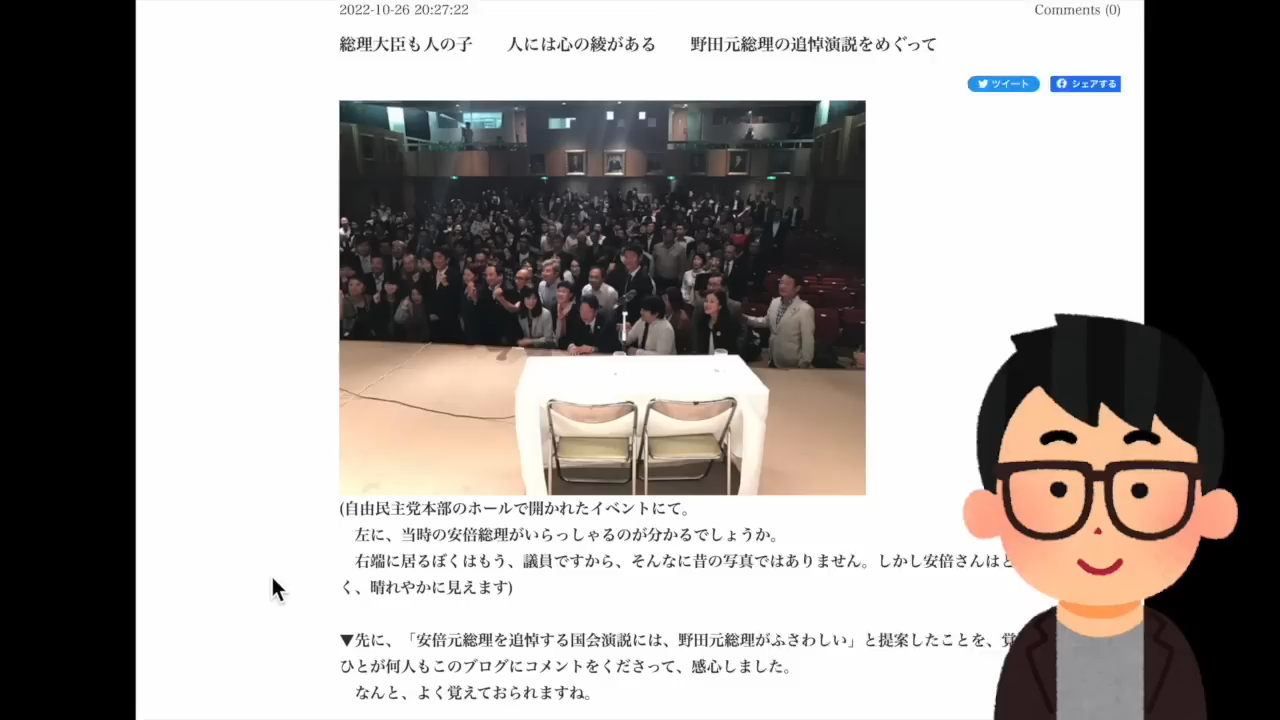 2022-10-26 20:27:22
Comments (0)
総理大臣も人の子　　人には心の綾がある　　野田元総理の追悼演説をめぐって
ツイート
シェアする
(自由民主党本部のホールで開かれたイベントにて。
左に、当時の安倍総理がいらっしゃるのが分かるでしょうか。
右端に居るぼくはもう、議員ですから、そんなに昔の写真ではありません。しかし安倍さんはと
く、晴れやかに見えます)
▼先に、「安倍元総理を追悼する国会演説には、野田元総理がふさわしい」と提案したことを、覚
ひとが何人もこのブログにコメントをくださって、感心しました。
なんと、よく覚えておられますね。